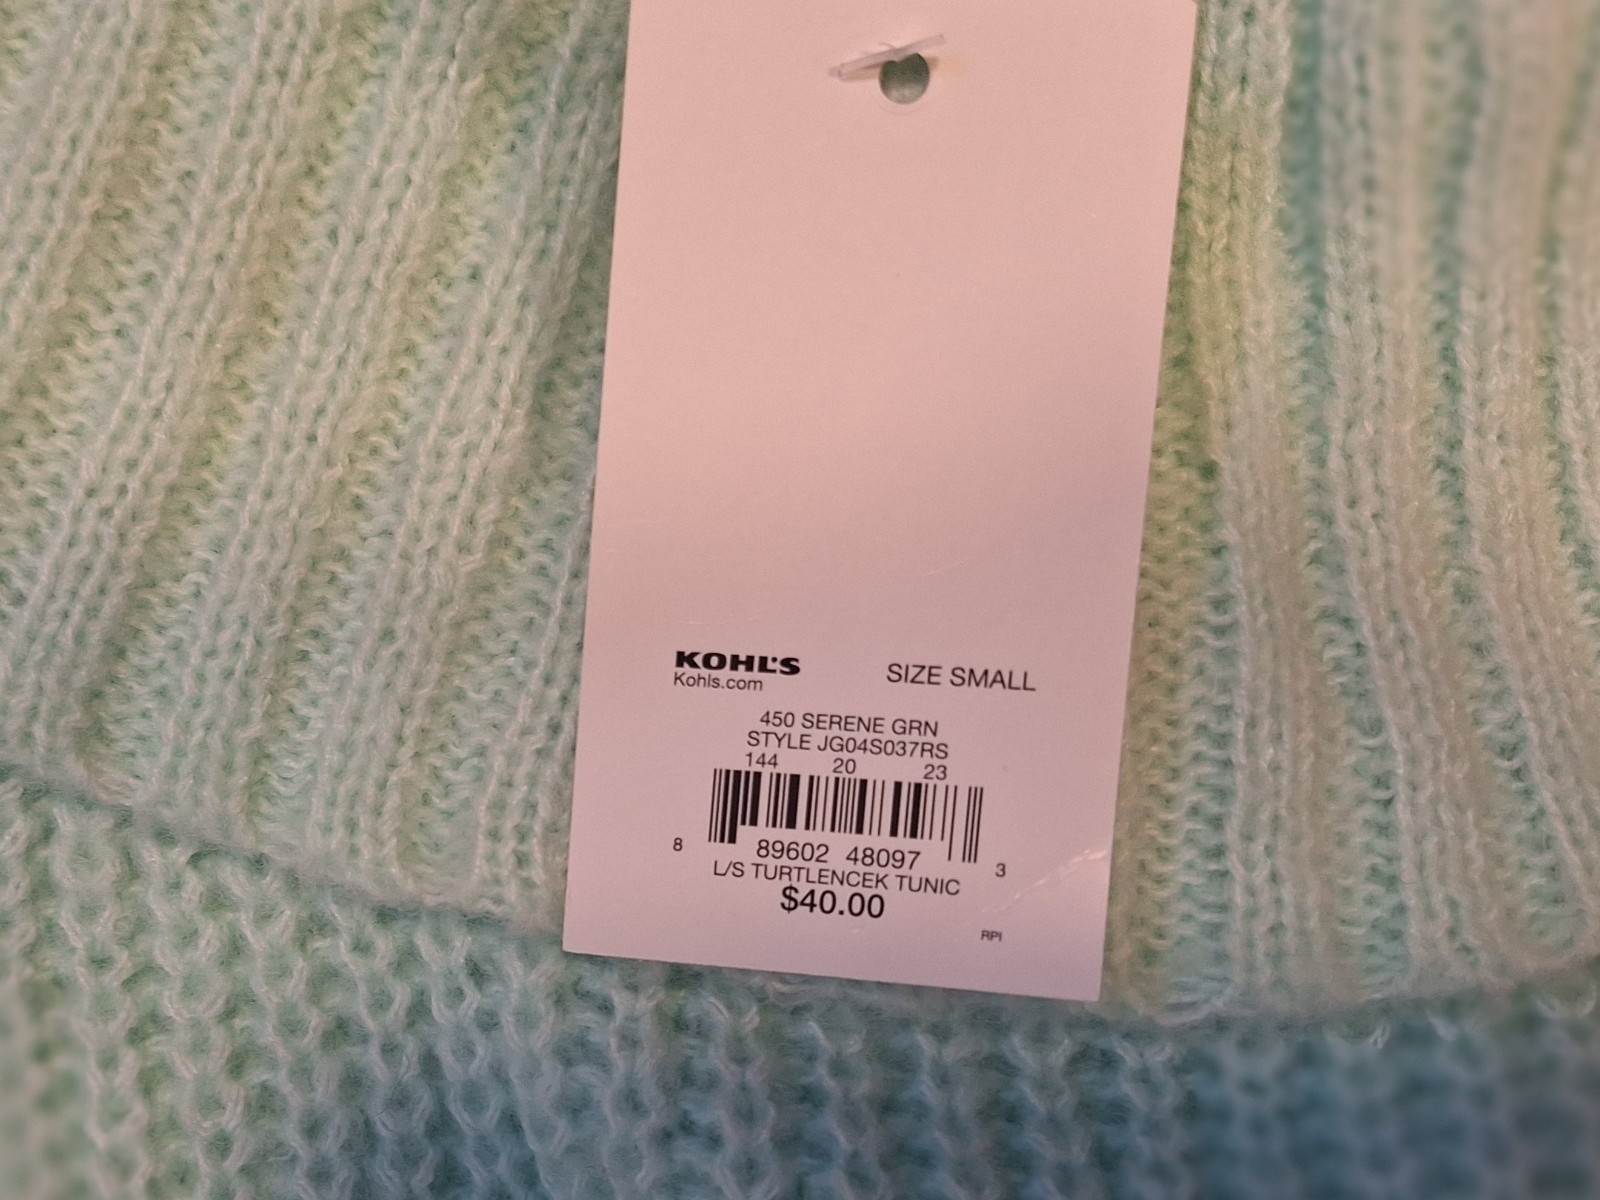 KOHL'S
Kohls.com
SIZE SMALL
450 SERENE GRN
STYLE JG04S037RS
144 20 23
8 89602 48097 3
L/S TURTLENCEK TUNIC
$40.00
RPI